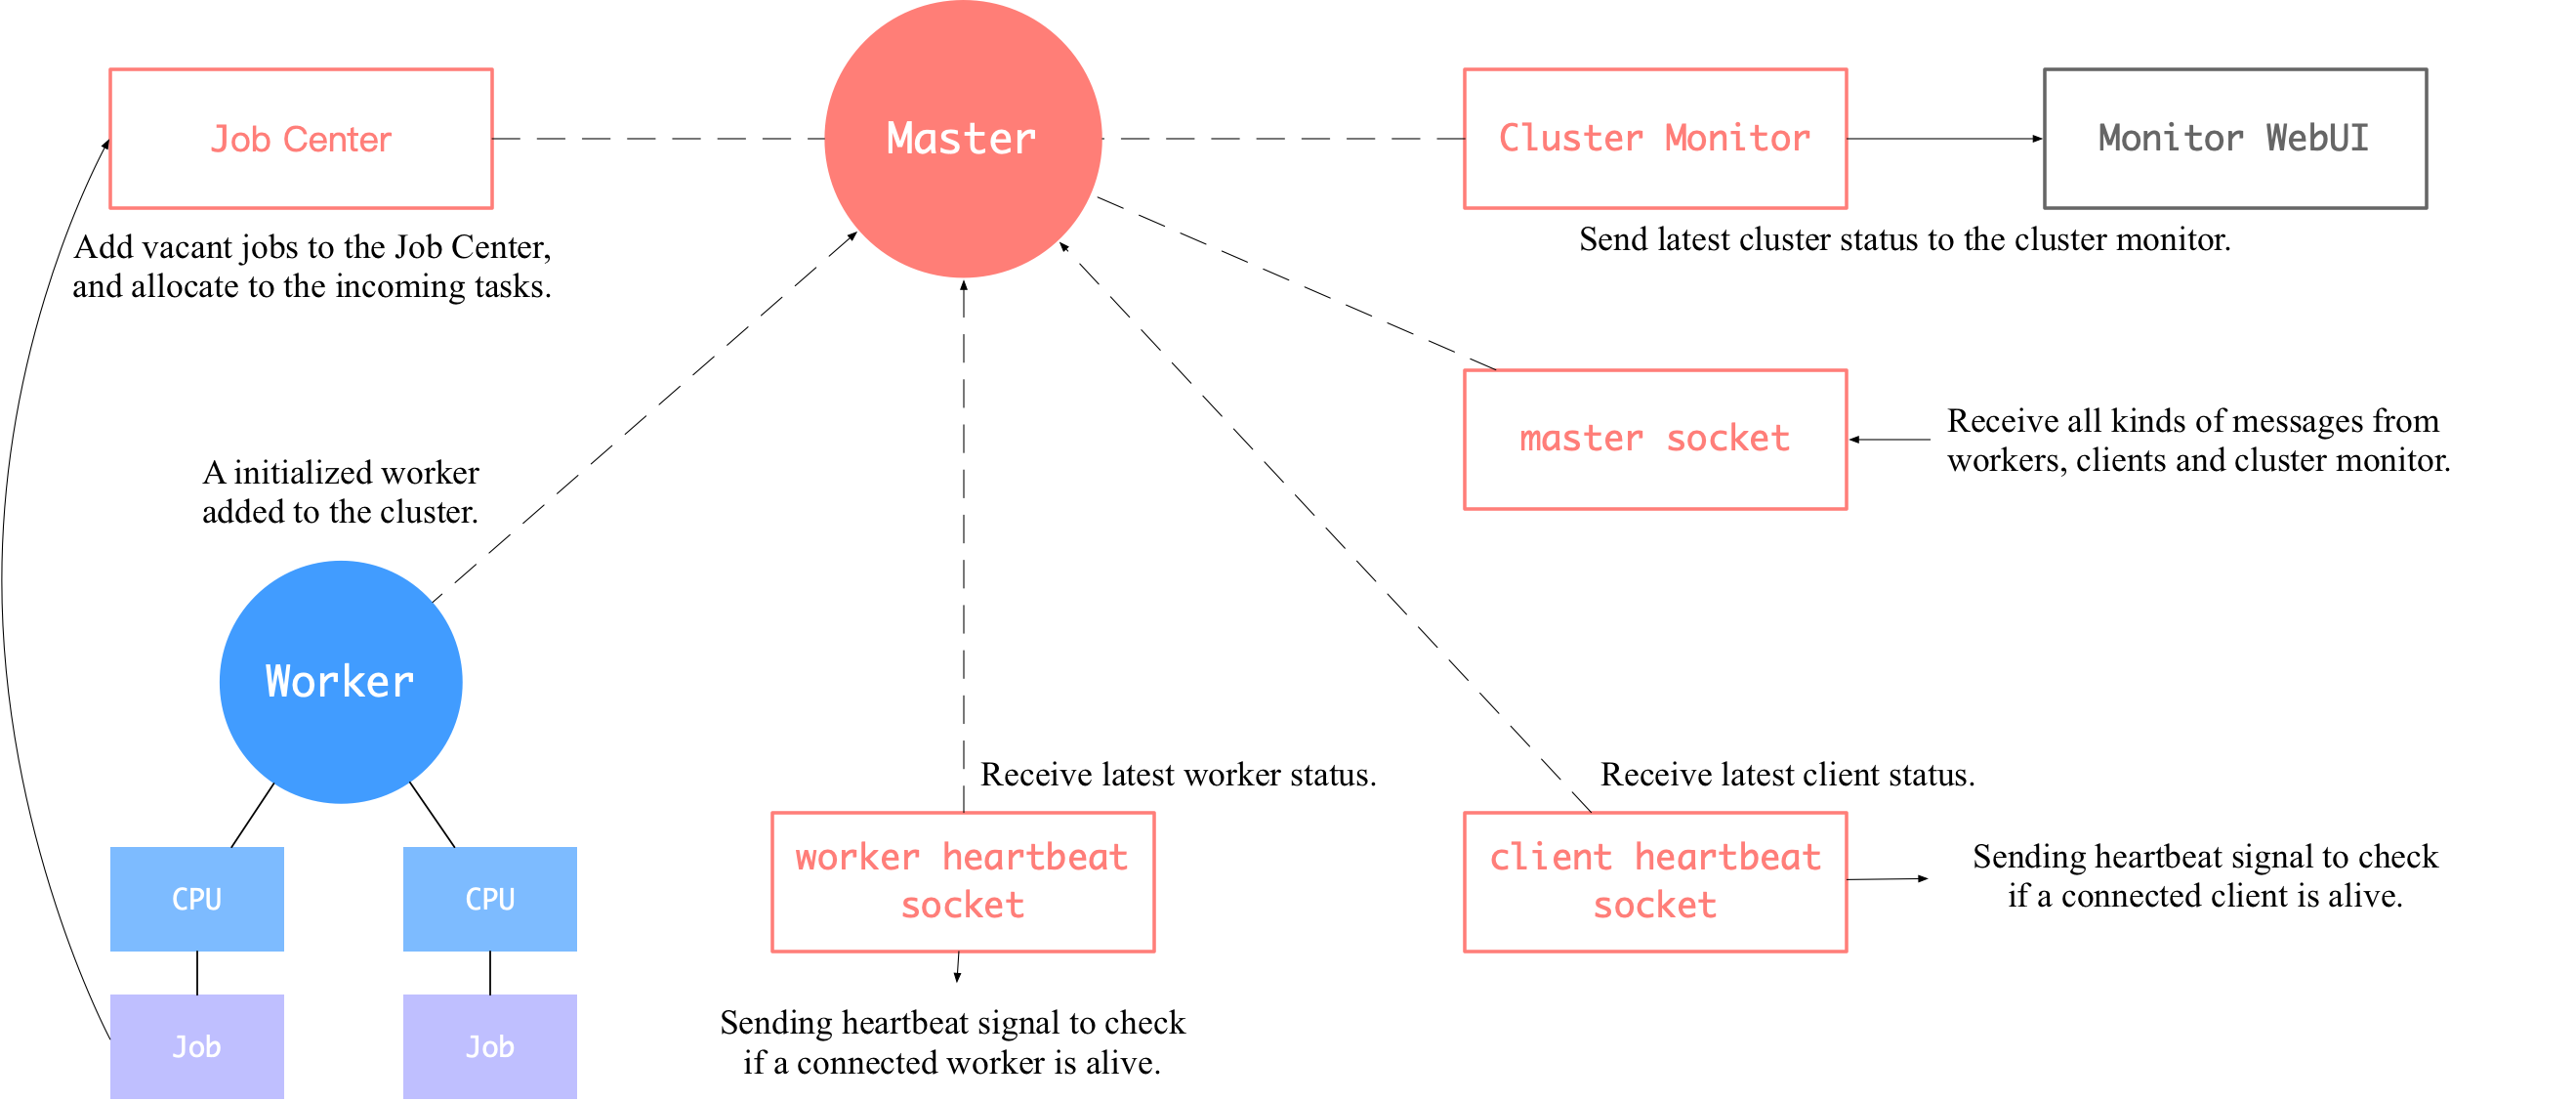 Job Center
Master
Cluster Monitor
Monitor WebUI
Add vacant jobs to the Job Center,
and allocate to the incoming tasks.
Send latest cluster status to the cluster monitor.
master socket
Receive all kinds of messages from
workers, clients and cluster monitor.
A initialized worker
added to the cluster.
Worker
Receive latest worker status.
Receive latest client status.
worker heartbeat
socket
client heartbeat
socket
Sending heartbeat signal to check
if a connected client is alive.
CPU
CPU
Sending heartbeat signal to check
if a connected worker is alive.
Job
Job